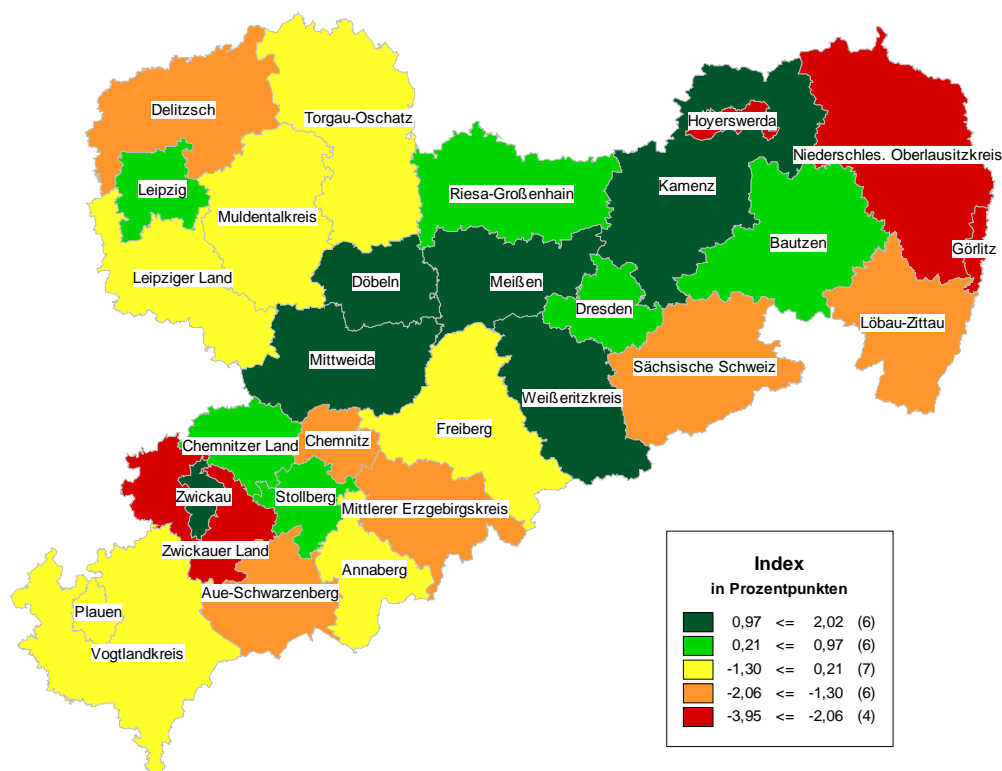 Delitzsch
Torgau-Oschatz
Hoyerswerda
Niederschles. Oberlausitzkreis
Leipzig
Riesa-Großenhain
Kamenz
Muldentalkreis
Bautzen
Görlitz
Leipziger Land
Döbeln
Meißen
Dresden
Löbau-Zittau
Mittweida
Sächsische Schweiz
Weißeritzkreis
Freiberg
Chemnitz
Chemnitzer Land
Zwickau
Stollberg
Mittlerer Erzgebirgskreis
Zwickauer Land
Annaberg
Aue-Schwarzenberg
Plauen
Vogtlandkreis
Index
in Prozentpunkten
0,97 <= 2,02 (6)
0,21 <= 0,97 (6)
-1,30 <= 0,21 (7)
-2,06 <= -1,30 (6)
-3,95 <= -2,06 (4)